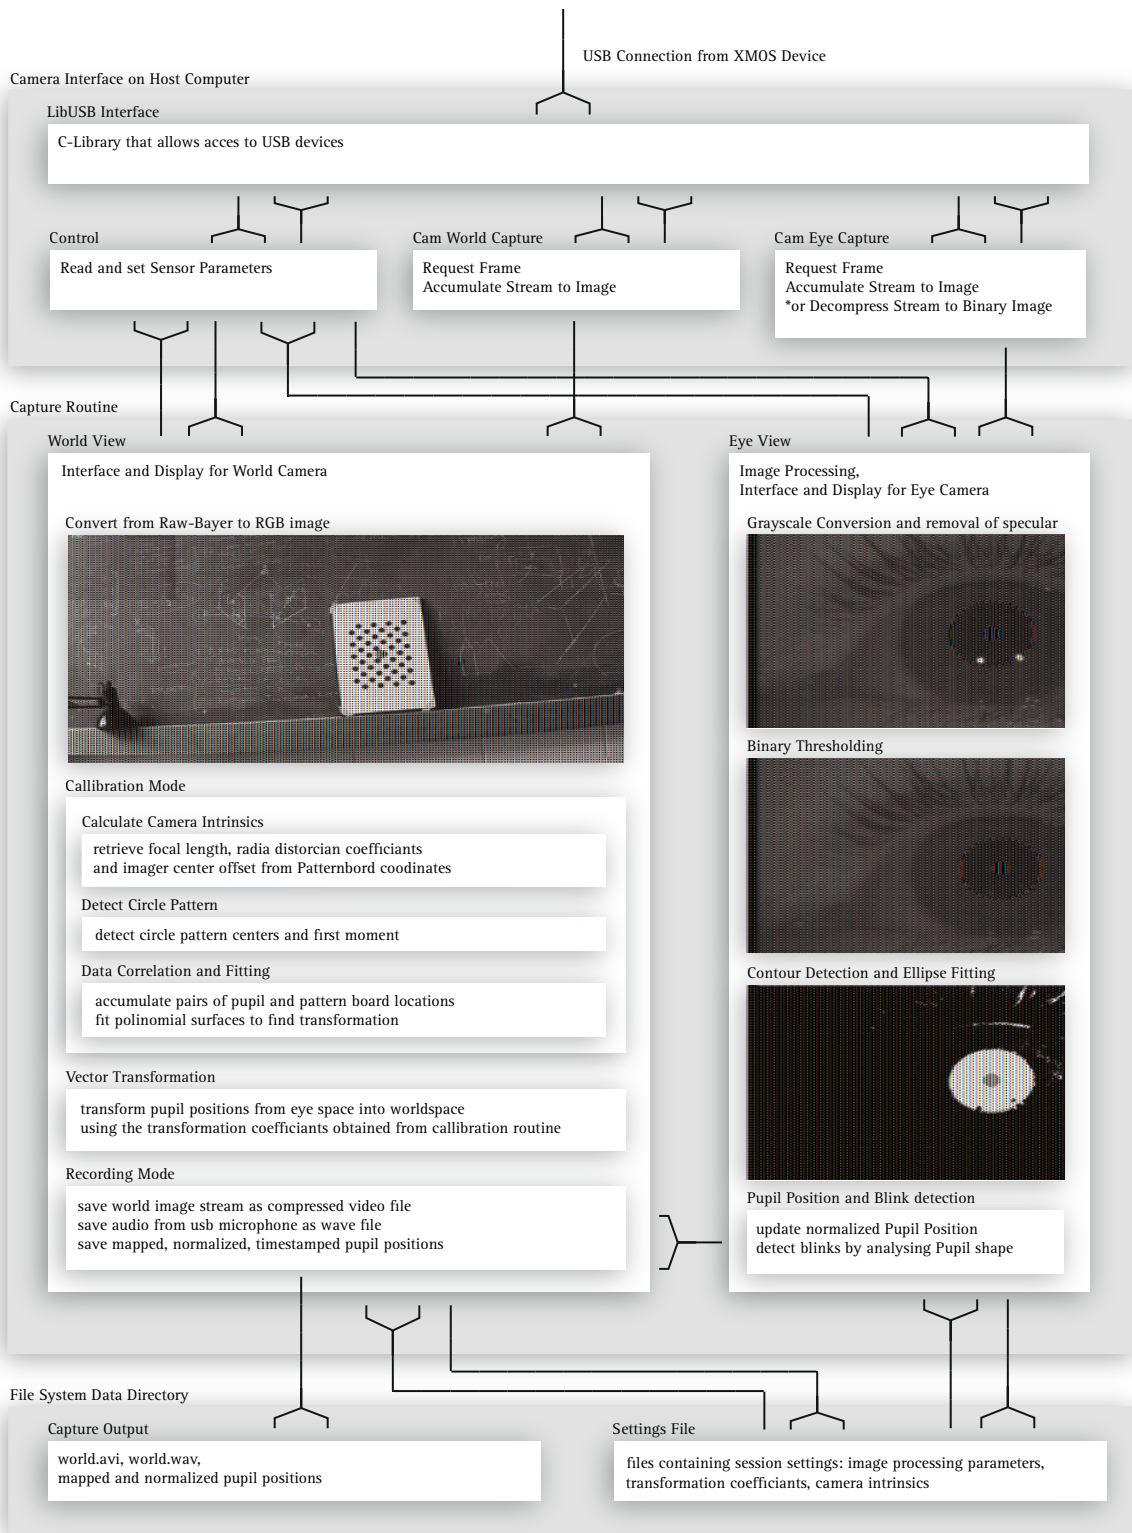 USB Connection from XMOS Device
Camera Interface on Host Computer
LibUSB Interface
C-Library that allows acces to USB devices
Control
Read and set Sensor Parameters
Cam World Capture
Request Frame
Accumulate Stream to Image
Cam Eye Capture
Request Frame
Accumulate Stream to Image
*or Decompress Stream to Binary Image
Capture Routine
World View
Interface and Display for World Camera
Convert from Raw-Bayer to RGB image
Callibration Mode
Calculate Camera Intrinsics
retrieve focal length, radia distorcian coefficiants
and imager center offset from Patternbord coodinates
Detect Circle Pattern
detect circle pattern centers and first moment
Data Correlation and Fitting
accumulate pairs of pupil and pattern board locations
fit polinomial surfaces to find transformation
Vector Transformation
transform pupil positions from eye space into worldspace
using the transformation coefficiants obtained from callibration routine
Recording Mode
save world image stream as compressed video file
save audio from usb microphone as wave file
save mapped, normalized, timestamped pupil positions
Eye View
Image Processing,
Interface and Display for Eye Camera
Grayscale Conversion and removal of specular
Binary Thresholding
Contour Detection and Ellipse Fitting
Pupil Position and Blink detection
update normalized Pupil Position
detect blinks by analysing Pupil shape
File System Data Directory
Capture Output
world.avi, world.wav,
mapped and normalized pupil positions
Settings File
files containing session settings: image processing parameters,
transformation coefficiants, camera intrinsics